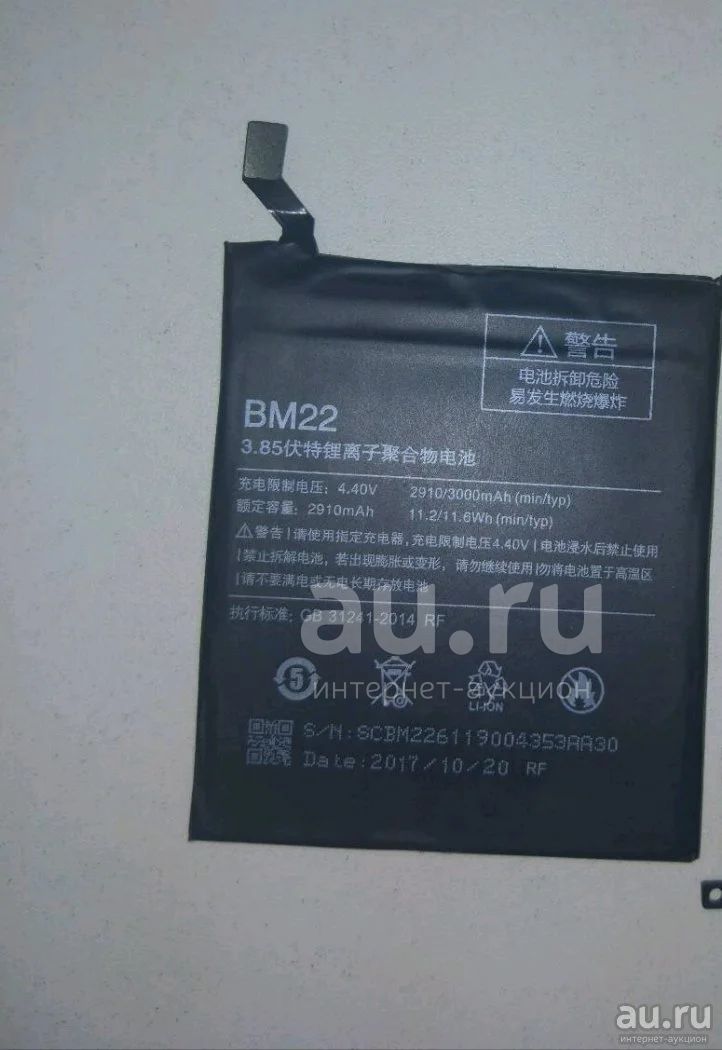 警告
电池拆卸危险
易发生燃烧爆炸
BM22
3.85伏特锂离子聚合物电池
充电限制电压: 4.40V 2910/3000mAh (min/typ)
额定容量: 2910mAh 11.2/11.6Wh (min/typ)
警告|请使用指定充电器,充电限制电压4.40V|电池浸水后禁止使用
|禁止拆解电池, 若出现膨胀或变形, 请勿继续使用|勿将电池置于高温区
|请不要满电或无电长期存放电池
au.ru
执行标准: GB 31241-2014 RF
5
интернет-аукцион
LI-ION
S/N:SCBM226119004353AA30
Date:2017/10/20 RF
au.ru
интернет-аукцион